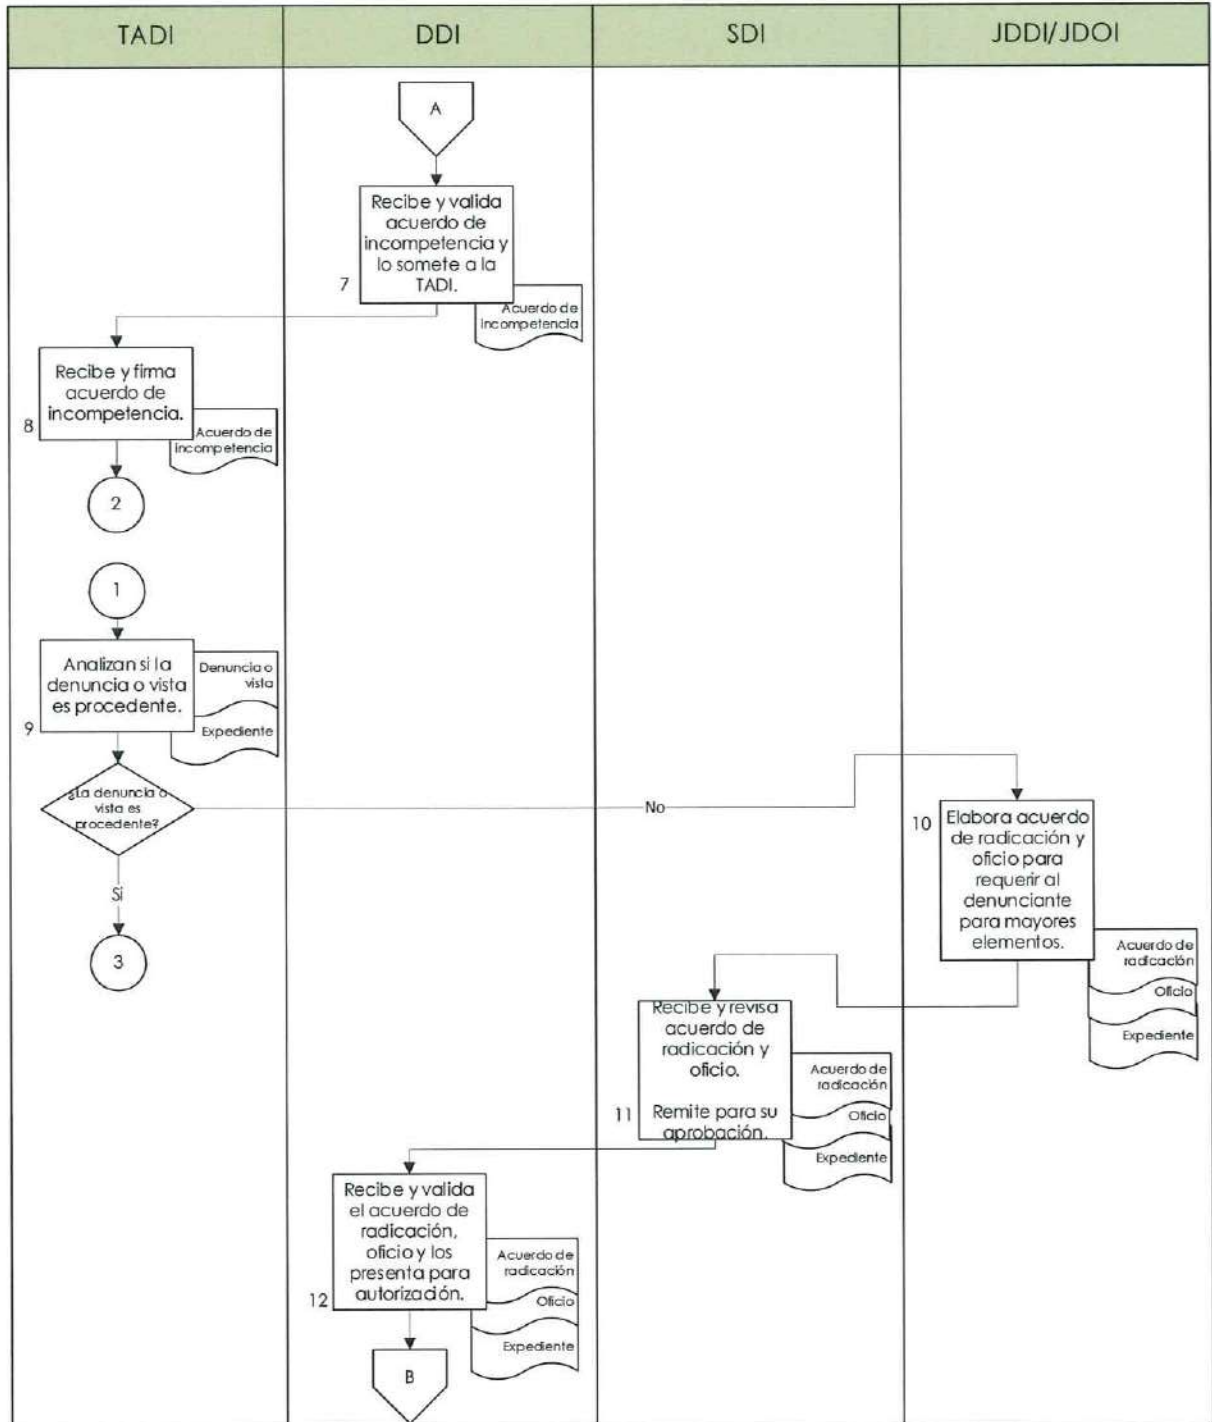 TADI
DDI
SDI
JDDI/JDOI
A
Recibe y valida
acuerdo de
incompetencia y
lo somete a la
TADI.
7
Acuerdo de
incompetencia
Recibe y firma
acuerdo de
incompetencia.
8
Acuerdo de
incompetencia
2
1
Analizan si la
denuncia o vista
es procedente.
9
Denuncia o
vista
Expediente
¿La denuncia o
vista es
procedente?
No
Sí
3
10
Elabora acuerdo
de radicación y
oficio para
requerir al
denunciante
para mayores
elementos.
Acuerdo de
radicación
Oficio
Expediente
Recibe y revisa
acuerdo de
radicación y
oficio.
Remite para su
aprobación.
11
Acuerdo de
radicación
Oficio
Expediente
Recibe y valida
el acuerdo de
radicación,
oficio y los
presenta para
autorización.
12
Acuerdo de
radicación
Oficio
Expediente
B